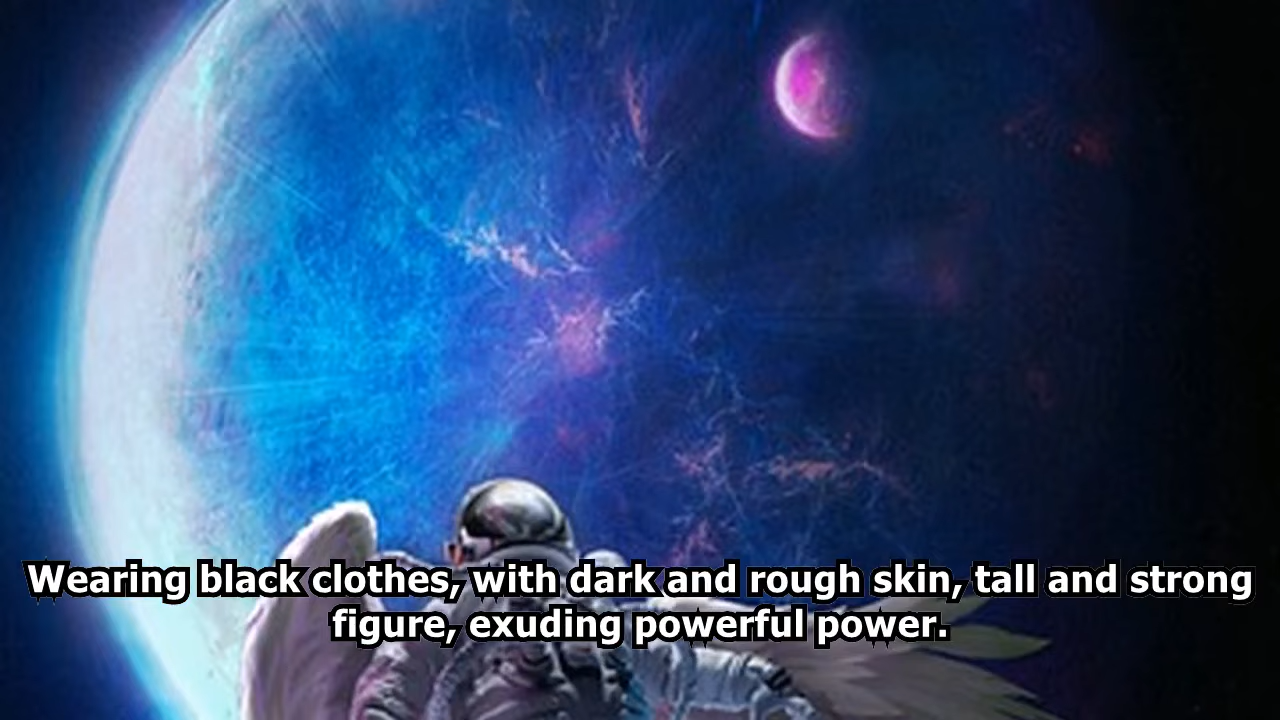 Wearing black clothes, with dark and rough skin, tall and strong
figure, exuding powerful power.